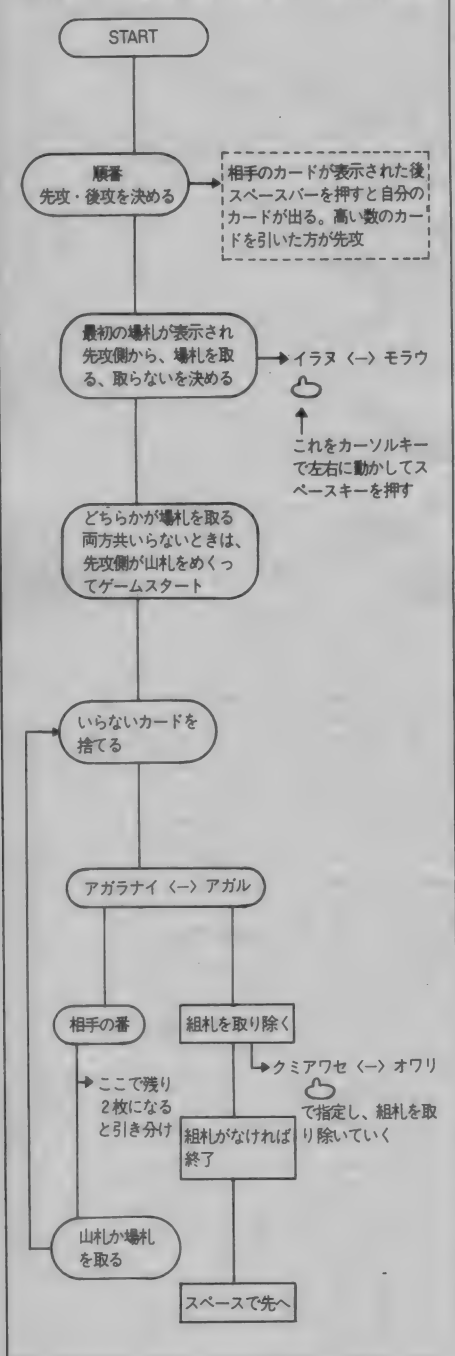 START
順番
先攻・後攻を決める
相手のカードが表示された後
スペースバーを押すと自分の
カードが出る。高い数のカー
ドを引いた方が先攻
最初の場札が表示され
先攻側から、場札を取
る、取らないを決める
イラヌ〈―〉モラウ
これをカーソルキー
で左右に動かしてス
ペースキーを押す
どちらかが場札を取る
両方共いらないときは、
先攻側が山札をめくっ
てゲームスタート
いらないカードを
捨てる
アガラナイ〈―〉アガル
相手の番
ここで残り
2枚になる
と引き分け
山札か場札
を取る
組札を取り除く
クミアワセ〈―〉オワリ
で指定し、組札を取
り除いていく
組札がなければ
終了
スペースで先へ